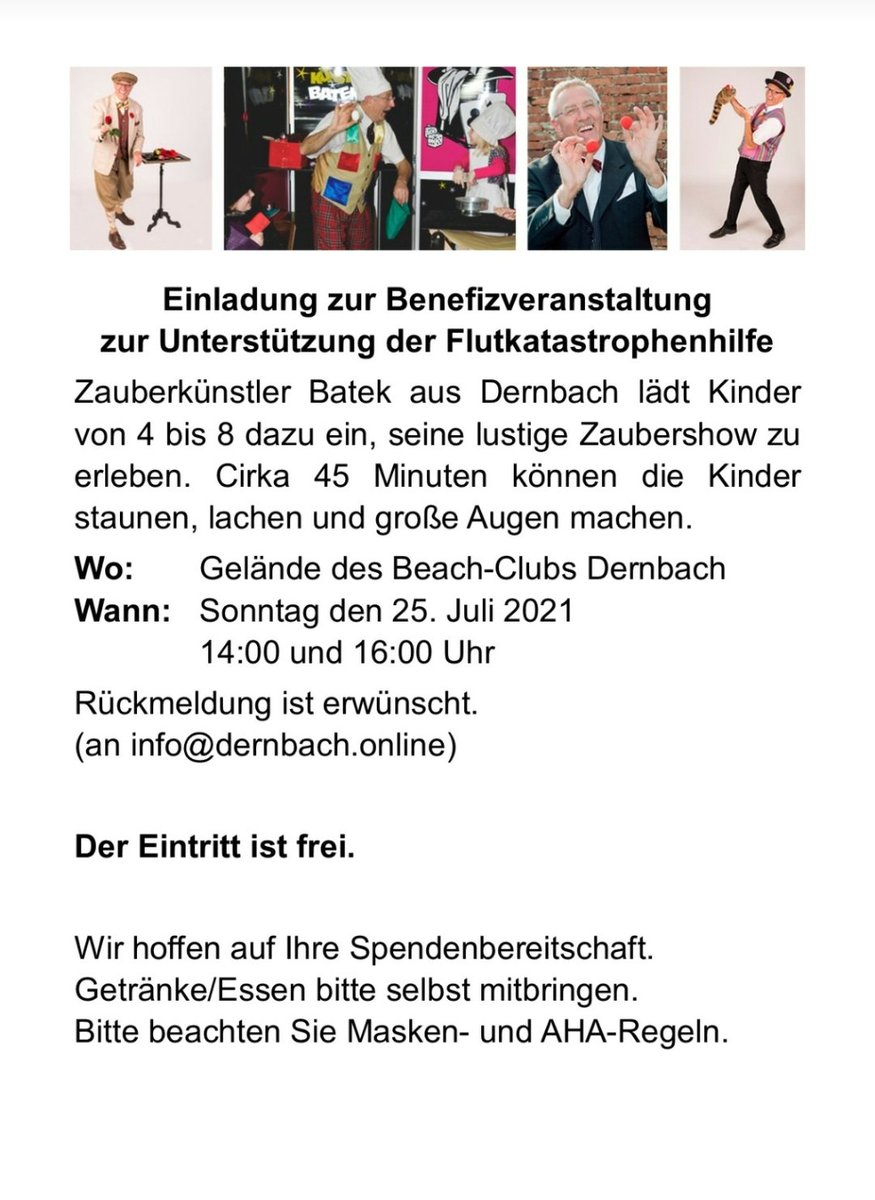 BATE
Einladung zur Benefizveranstaltung
zur Unterstützung der Flutkatastrophenhilfe
Zauberkünstler Batek aus Dernbach lädt Kinder
von 4 bis 8 dazu ein, seine lustige Zaubershow zu
erleben. Cirka 45 Minuten können die Kinder
staunen, lachen und große Augen machen.
Wo: Gelände des Beach-Clubs Dernbach
Wann: Sonntag den 25. Juli 2021
14:00 und 16:00 Uhr
Rückmeldung ist erwünscht.
(an info@dernbach.online)
Der Eintritt ist frei.
Wir hoffen auf Ihre Spendenbereitschaft.
Getränke/Essen bitte selbst mitbringen.
Bitte beachten Sie Masken- und AHA-Regeln.